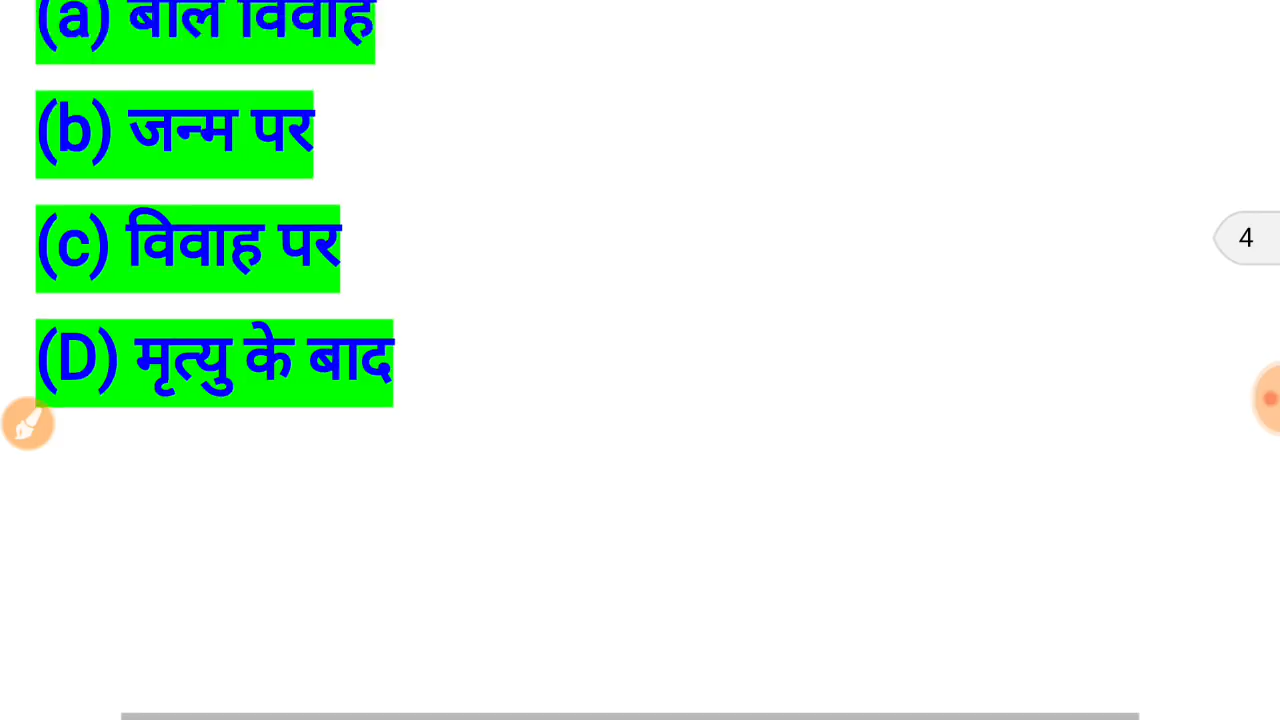 (a) बाल विवाह
(b) जन्म पर
(c) विवाह पर
4
(D) मृत्यु के बाद